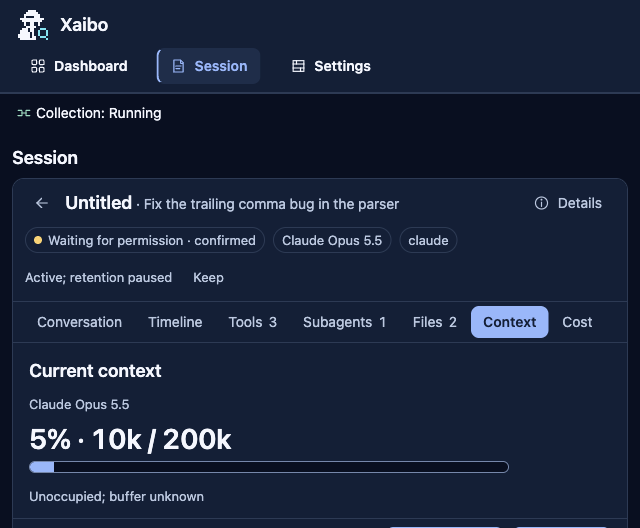 Xaibo
Dashboard Session Settings
Collection: Running
Session
Untitled · Fix the trailing comma bug in the parser Details
Waiting for permission · confirmed Claude Opus 5.5 claude
Active; retention paused Keep
Conversation Timeline Tools 3 Subagents 1 Files 2 Context Cost
Current context
Claude Opus 5.5
5% · 10k / 200k
Unoccupied; buffer unknown